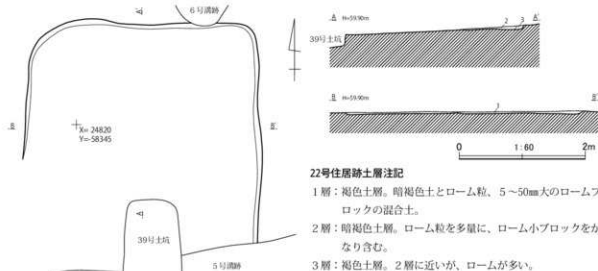 6号溝跡
A
A H=59.90m 2 3 A'
39号土坑
B H=59.90m B'
1
B B'
X= 24820
Y=-58345
0 1:60 2m
22号住居跡土層注記
1層：褐色土層。暗褐色土とローム粒、5～50㎜大のロームブ
ロックの混合土。
2層：暗褐色土層。ローム粒を多量に、ローム小ブロックをか
なり含む。
3層：褐色土層。2層に近いが、ロームが多い。
A
39号土坑
5号溝跡